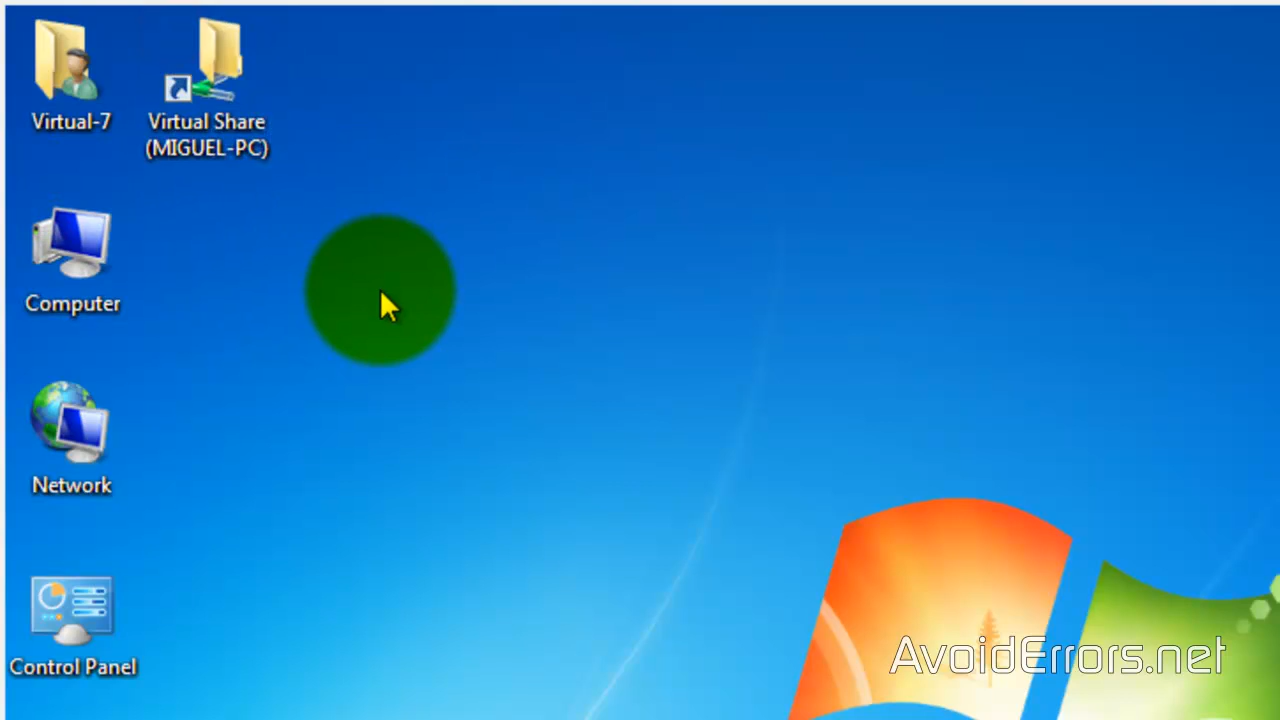 Virtual-7
Virtual Share
(MIGUEL-PC)
Computer
Network
Control Panel
AvoidErrors.net